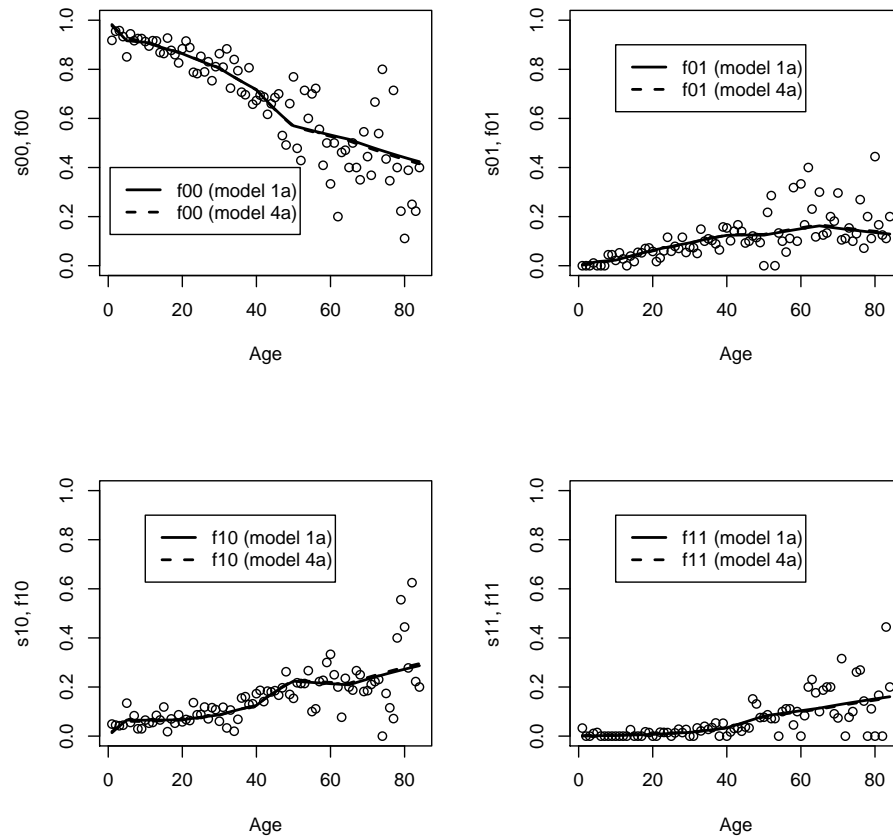 s00, f00
1.0
0.8
0.6
0.4
0.2
0.0
f00 (model 1a)
f00 (model 4a)
0 20 40 60 80
Age
s01, f01
1.0
0.8
0.6
0.4
0.2
0.0
f01 (model 1a)
f01 (model 4a)
0 20 40 60 80
Age
s10, f10
1.0
0.8
0.6
0.4
0.2
0.0
f10 (model 1a)
f10 (model 4a)
0 20 40 60 80
Age
s11, f11
1.0
0.8
0.6
0.4
0.2
0.0
f11 (model 1a)
f11 (model 4a)
0 20 40 60 80
Age